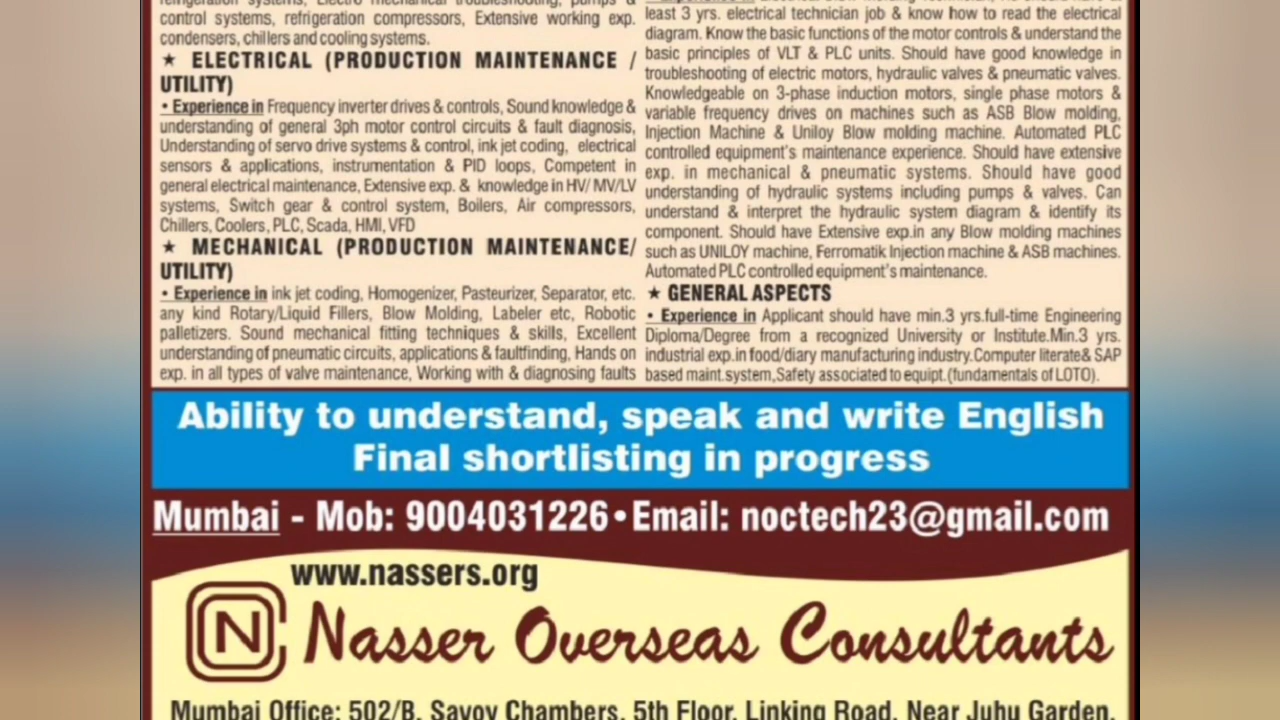 refrigeration systems, Electro mechanical troubleshooting, pumps &
control systems, refrigeration compressors, Extensive working exp.
condensers, chillers and cooling systems.
★ ELECTRICAL (PRODUCTION MAINTENANCE /
UTILITY)
• Experience in Frequency inverter drives & controls, Sound knowledge &
understanding of general 3ph motor control circuits & fault diagnosis,
Understanding of servo drive systems & control, ink jet coding, electrical
sensors & applications, instrumentation & PID loops, Competent in
general electrical maintenance, Extensive exp. & knowledge in HV/ MV/LV
systems, Switch gear & control system, Boilers, Air compressors,
Chillers, Coolers, PLC, Scada, HMI, VFD
★ MECHANICAL (PRODUCTION MAINTENANCE/
UTILITY)
• Experience in ink jet coding, Homogenizer, Pasteurizer, Separator, etc.
any kind Rotary/Liquid Fillers, Blow Molding, Labeler etc, Robotic
palletizers. Sound mechanical fitting techniques & skills, Excellent
understanding of pneumatic circuits, applications & faultfinding, Hands on
exp. in all types of valve maintenance, Working with & diagnosing faults
least 3 yrs. electrical technician job & know how to read the electrical
diagram. Know the basic functions of the motor controls & understand the
basic principles of VLT & PLC units. Should have good knowledge in
troubleshooting of electric motors, hydraulic valves & pneumatic valves.
Knowledgeable on 3-phase induction motors, single phase motors &
variable frequency drives on machines such as ASB Blow molding,
Injection Machine & Uniloy Blow molding machine. Automated PLC
controlled equipment's maintenance experience. Should have extensive
exp. in mechanical & pneumatic systems. Should have good
understanding of hydraulic systems including pumps & valves. Can
understand & interpret the hydraulic system diagram & identify its
component. Should have Extensive exp.in any Blow molding machines
such as UNILOY machine, Ferromatik Injection machine & ASB machines.
Automated PLC controlled equipment's maintenance.
★ GENERAL ASPECTS
• Experience in Applicant should have min.3 yrs.full-time Engineering
Diploma/Degree from a recognized University or Institute.Min.3 yrs.
industrial exp.in food/diary manufacturing industry.Computer literate& SAP
based maint.system,Safety associated to equipt.(fundamentals of LOTO).
Ability to understand, speak and write English
Final shortlisting in progress
Mumbai - Mob: 9004031226 • Email: noctech23@gmail.com
www.nassers.org
N Nasser Overseas Consultants
Mumbai Office: 502/B, Savoy Chambers, 5th Floor, Linking Road, Near Juhu Garden,